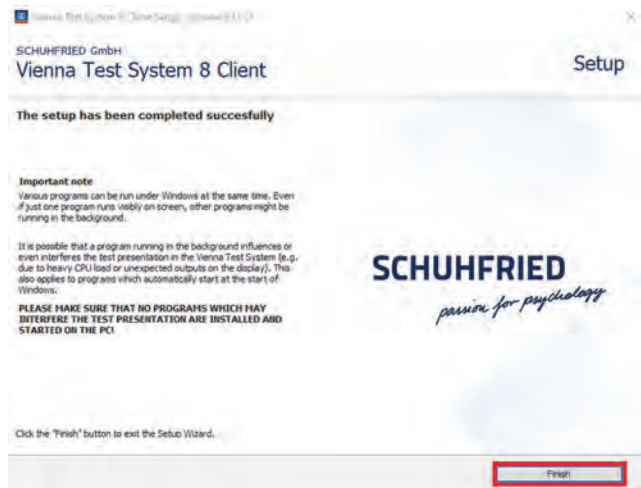 Vienna Test System 8 Client Setup
SCHUHFRIED GmbH
Vienna Test System 8 Client
Setup
The setup has been completed succesfully
Important note
Various programs can be run under Windows at the same time. Even
if just one program runs visibly on screen, other programs might be
running in the background.
It is possible that a program running in the background influences or
even interferes the test presentation in the Vienna Test System (e.g.
due to heavy CPU load or unexpected outputs on the display). This
also applies to programs which automatically start at the start of
Windows.
PLEASE MAKE SURE THAT NO PROGRAMS WHICH MAY
INTERFERE THE TEST PRESENTATION ARE INSTALLED AND
STARTED ON THE PC!
SCHUHFRIED
passion for psychology
Click the "Finish" button to exit the Setup Wizard.
Finish